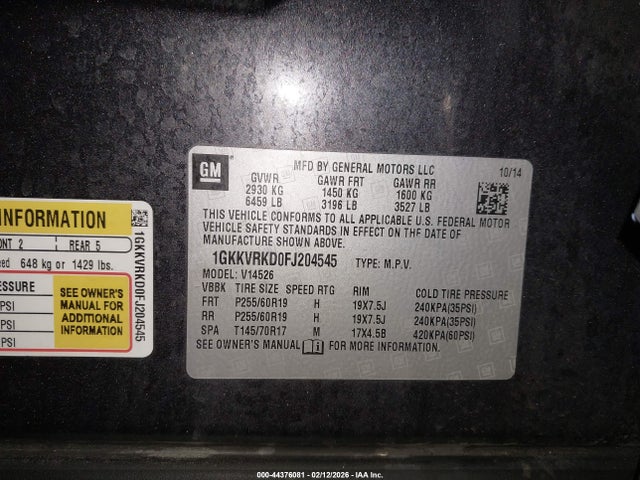 GM
MFD BY GENERAL MOTORS LLC
10/14
GVWR GAWR FRT GAWR RR
2930 KG 1450 KG 1600 KG
6459 LB 3196 LB 3527 LB
THIS VEHICLE CONFORMS TO ALL APPLICABLE U.S. FEDERAL MOTOR
VEHICLE SAFETY STANDARDS IN EFFECT ON THE DATE OF
MANUFACTURE SHOWN ABOVE.
1GKKVRKD0FJ204545 TYPE: M.P.V.
MODEL: V14526
VBBK TIRE SIZE SPEED RTG RIM COLD TIRE PRESSURE
FRT P255/60R19 H 19X7.5J 240KPA(35PSI)
RR P255/60R19 H 19X7.5J 240KPA(35PSI)
SPA T145/70R17 M 17X4.5B 420KPA(60PSI)
SEE OWNER'S MANUAL FOR MORE INFORMATION.
INFORMATION
NT 2 REAR 5
ed 648 kg or 1429 lbs.
SSURE
PSI
PSI
PSI
SEE OWNER'S
MANUAL FOR
ADDITIONAL
INFORMATION
1GKKVRKD0FJ204545
000-44376081 - 02/12/2026 - IAA Inc.